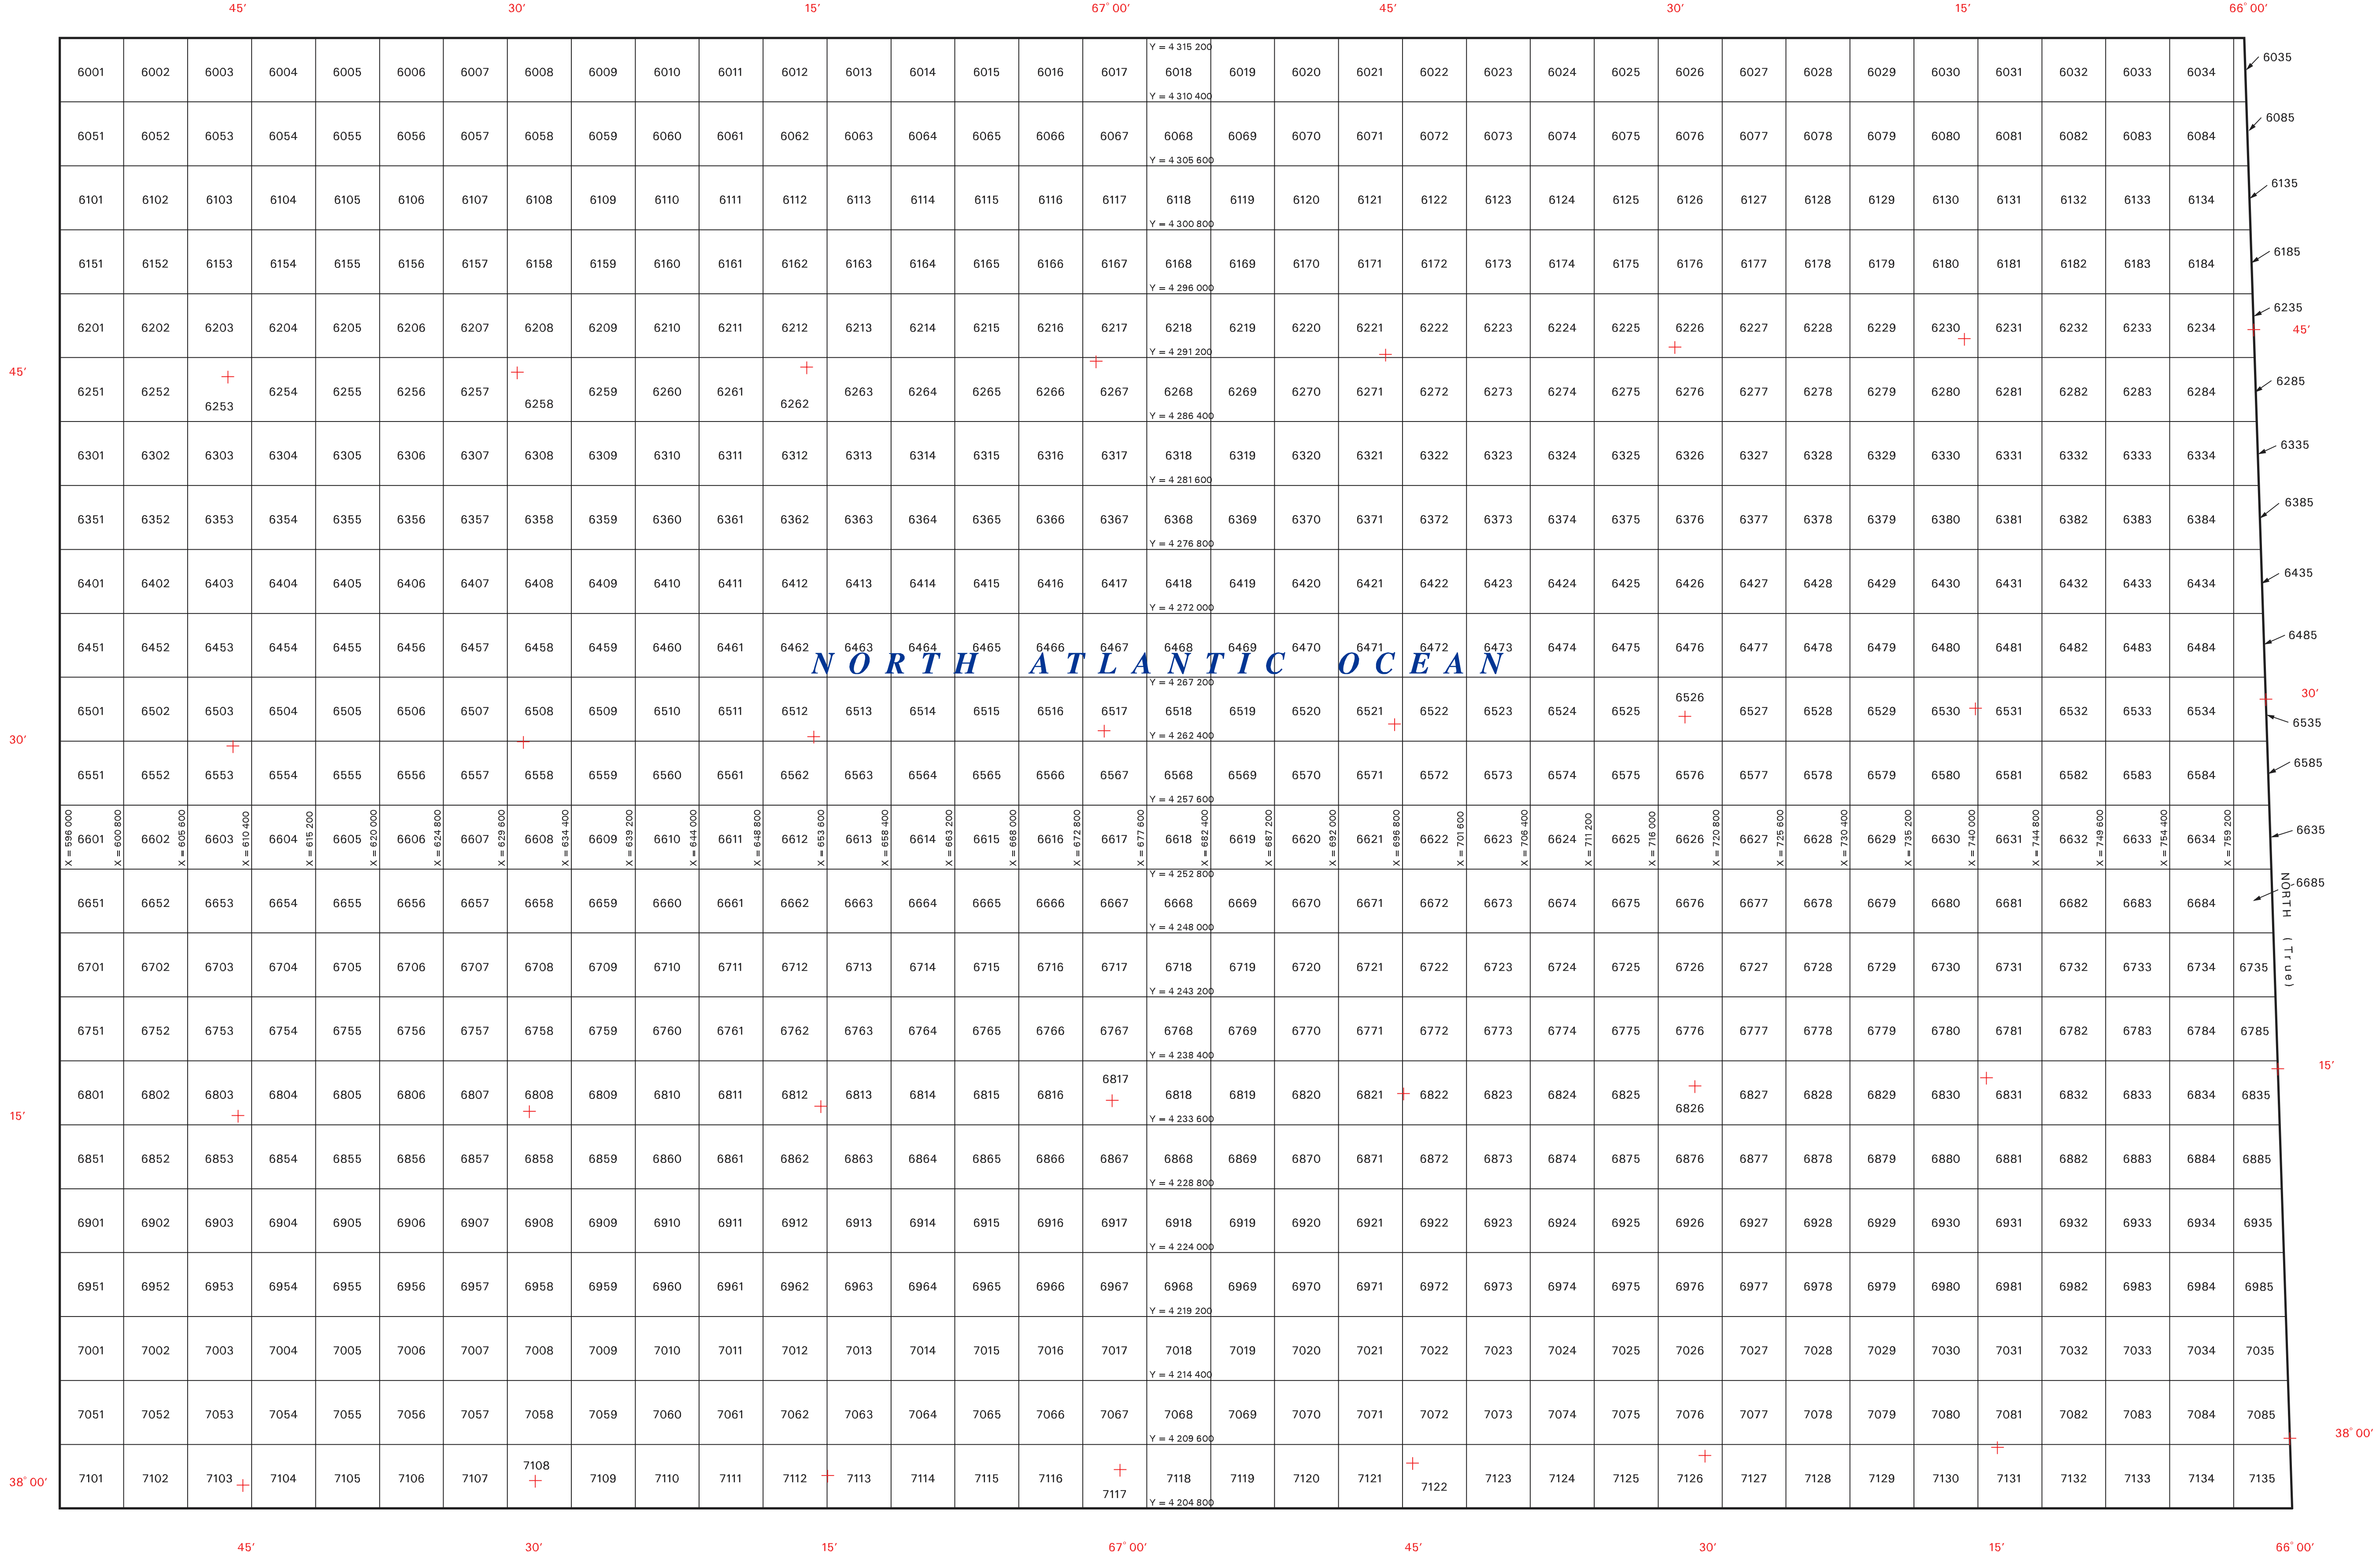 45' 30' 15' 67° 00' 45' 30' 15' 66° 00'
Y = 4 315 200
6001 6002 6003 6004 6005 6006 6007 6008 6009 6010 6011 6012 6013 6014 6015 6016 6017 6018 6019 6020 6021 6022 6023 6024 6025 6026 6027 6028 6029 6030 6031 6032 6033 6034 6035
Y = 4 310 400
6051 6052 6053 6054 6055 6056 6057 6058 6059 6060 6061 6062 6063 6064 6065 6066 6067 6068 6069 6070 6071 6072 6073 6074 6075 6076 6077 6078 6079 6080 6081 6082 6083 6084 6085
Y = 4 305 600
6101 6102 6103 6104 6105 6106 6107 6108 6109 6110 6111 6112 6113 6114 6115 6116 6117 6118 6119 6120 6121 6122 6123 6124 6125 6126 6127 6128 6129 6130 6131 6132 6133 6134 6135
Y = 4 300 800
6151 6152 6153 6154 6155 6156 6157 6158 6159 6160 6161 6162 6163 6164 6165 6166 6167 6168 6169 6170 6171 6172 6173 6174 6175 6176 6177 6178 6179 6180 6181 6182 6183 6184 6185
Y = 4 296 000
6201 6202 6203 6204 6205 6206 6207 6208 6209 6210 6211 6212 6213 6214 6215 6216 6217 6218 6219 6220 6221 6222 6223 6224 6225 6226 6227 6228 6229 6230 6231 6232 6233 6234 6235
45'
Y = 4 291 200
45'
6251 6252 6253 6254 6255 6256 6257 6258 6259 6260 6261 6262 6263 6264 6265 6266 6267 6268 6269 6270 6271 6272 6273 6274 6275 6276 6277 6278 6279 6280 6281 6282 6283 6284 6285
Y = 4 286 400
6301 6302 6303 6304 6305 6306 6307 6308 6309 6310 6311 6312 6313 6314 6315 6316 6317 6318 6319 6320 6321 6322 6323 6324 6325 6326 6327 6328 6329 6330 6331 6332 6333 6334 6335
Y = 4 281 600
6351 6352 6353 6354 6355 6356 6357 6358 6359 6360 6361 6362 6363 6364 6365 6366 6367 6368 6369 6370 6371 6372 6373 6374 6375 6376 6377 6378 6379 6380 6381 6382 6383 6384 6385
Y = 4 276 800
6401 6402 6403 6404 6405 6406 6407 6408 6409 6410 6411 6412 6413 6414 6415 6416 6417 6418 6419 6420 6421 6422 6423 6424 6425 6426 6427 6428 6429 6430 6431 6432 6433 6434 6435
Y = 4 272 000
6451 6452 6453 6454 6455 6456 6457 6458 6459 6460 6461 6462 6463 6464 6465 6466 6467 6468 6469 6470 6471 6472 6473 6474 6475 6476 6477 6478 6479 6480 6481 6482 6483 6484 6485
NORTH ATLANTIC OCEAN
Y = 4 267 200
30'
6501 6502 6503 6504 6505 6506 6507 6508 6509 6510 6511 6512 6513 6514 6515 6516 6517 6518 6519 6520 6521 6522 6523 6524 6525 6526 6527 6528 6529 6530 6531 6532 6533 6534 6535
Y = 4 262 400
30'
6551 6552 6553 6554 6555 6556 6557 6558 6559 6560 6561 6562 6563 6564 6565 6566 6567 6568 6569 6570 6571 6572 6573 6574 6575 6576 6577 6578 6579 6580 6581 6582 6583 6584 6585
Y = 4 257 600
X = 596 000 X = 600 800 X = 605 600 X = 610 400 X = 615 200 X = 620 000 X = 624 800 X = 629 600 X = 634 400 X = 639 200 X = 644 000 X = 648 800 X = 653 600 X = 658 400 X = 663 200 X = 668 000 X = 672 800 X = 677 600 X = 682 400 X = 687 200 X = 692 000 X = 696 800 X = 701 600 X = 706 400 X = 711 200 X = 716 000 X = 720 800 X = 725 600 X = 730 400 X = 735 200 X = 740 000 X = 744 800 X = 749 600 X = 754 400 X = 759 200
6601 6602 6603 6604 6605 6606 6607 6608 6609 6610 6611 6612 6613 6614 6615 6616 6617 6618 6619 6620 6621 6622 6623 6624 6625 6626 6627 6628 6629 6630 6631 6632 6633 6634 6635
Y = 4 252 800
6651 6652 6653 6654 6655 6656 6657 6658 6659 6660 6661 6662 6663 6664 6665 6666 6667 6668 6669 6670 6671 6672 6673 6674 6675 6676 6677 6678 6679 6680 6681 6682 6683 6684 6685
NORTH (True)
Y = 4 248 000
6701 6702 6703 6704 6705 6706 6707 6708 6709 6710 6711 6712 6713 6714 6715 6716 6717 6718 6719 6720 6721 6722 6723 6724 6725 6726 6727 6728 6729 6730 6731 6732 6733 6734 6735
Y = 4 243 200
6751 6752 6753 6754 6755 6756 6757 6758 6759 6760 6761 6762 6763 6764 6765 6766 6767 6768 6769 6770 6771 6772 6773 6774 6775 6776 6777 6778 6779 6780 6781 6782 6783 6784 6785
Y = 4 238 400
15'
6801 6802 6803 6804 6805 6806 6807 6808 6809 6810 6811 6812 6813 6814 6815 6816 6817 6818 6819 6820 6821 6822 6823 6824 6825 6826 6827 6828 6829 6830 6831 6832 6833 6834 6835
15'
Y = 4 233 600
6851 6852 6853 6854 6855 6856 6857 6858 6859 6860 6861 6862 6863 6864 6865 6866 6867 6868 6869 6870 6871 6872 6873 6874 6875 6876 6877 6878 6879 6880 6881 6882 6883 6884 6885
Y = 4 228 800
6901 6902 6903 6904 6905 6906 6907 6908 6909 6910 6911 6912 6913 6914 6915 6916 6917 6918 6919 6920 6921 6922 6923 6924 6925 6926 6927 6928 6929 6930 6931 6932 6933 6934 6935
Y = 4 224 000
6951 6952 6953 6954 6955 6956 6957 6958 6959 6960 6961 6962 6963 6964 6965 6966 6967 6968 6969 6970 6971 6972 6973 6974 6975 6976 6977 6978 6979 6980 6981 6982 6983 6984 6985
Y = 4 219 200
7001 7002 7003 7004 7005 7006 7007 7008 7009 7010 7011 7012 7013 7014 7015 7016 7017 7018 7019 7020 7021 7022 7023 7024 7025 7026 7027 7028 7029 7030 7031 7032 7033 7034 7035
Y = 4 214 400
7051 7052 7053 7054 7055 7056 7057 7058 7059 7060 7061 7062 7063 7064 7065 7066 7067 7068 7069 7070 7071 7072 7073 7074 7075 7076 7077 7078 7079 7080 7081 7082 7083 7084 7085
38° 00'
Y = 4 209 600
7101 7102 7103 7104 7105 7106 7107 7108 7109 7110 7111 7112 7113 7114 7115 7116 7117 7118 7119 7120 7121 7122 7123 7124 7125 7126 7127 7128 7129 7130 7131 7132 7133 7134 7135
38° 00'
Y = 4 204 800
45' 30' 15' 67° 00' 45' 30' 15' 66° 00'